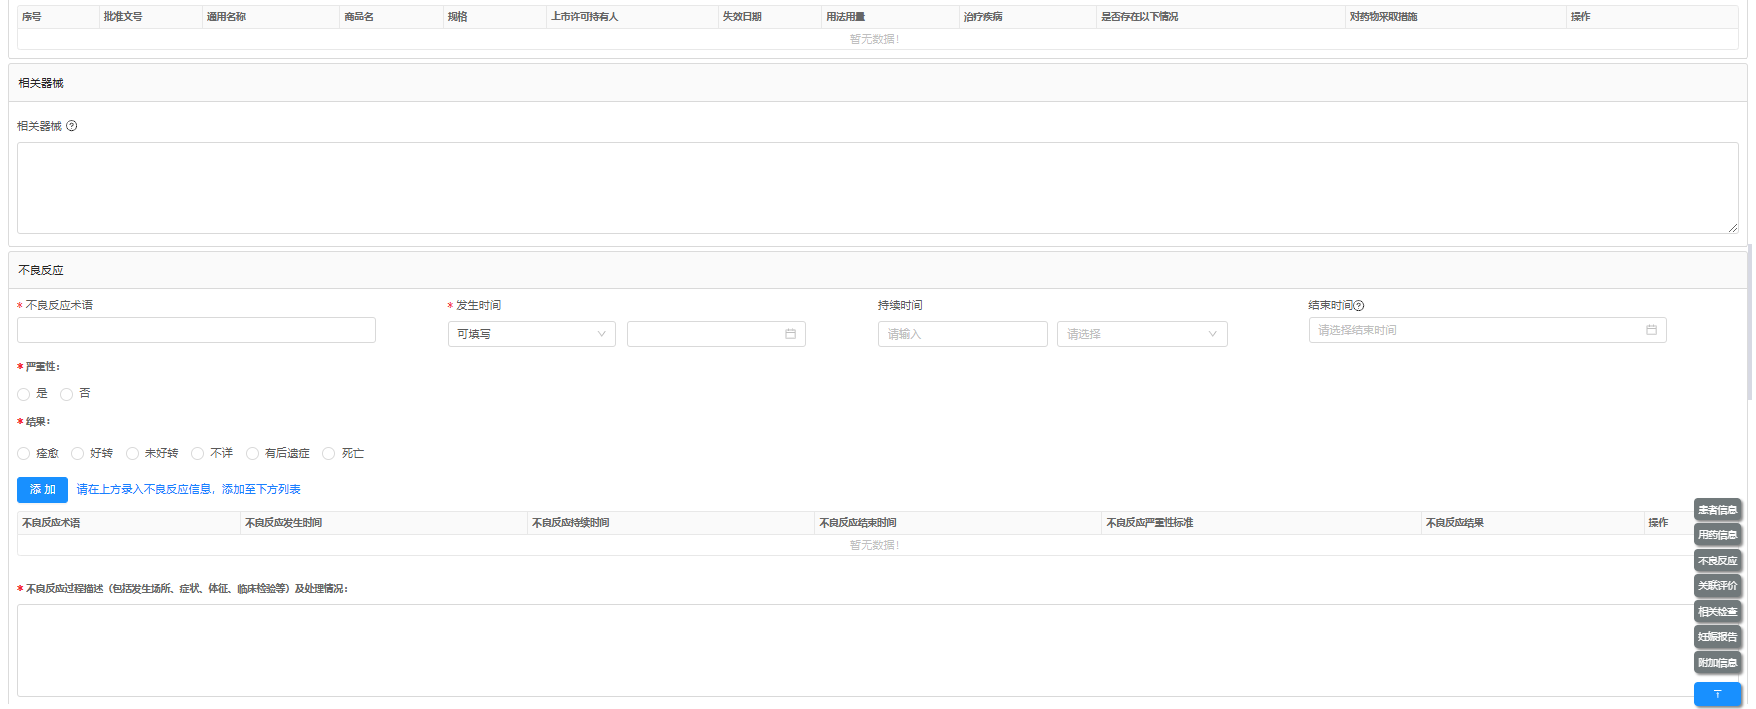 序号 批准文号 通用名称 商品名 规格 上市许可持有人 失效日期 用法用量 治疗疾病 是否存在以下情况 对药物采取措施 操作
暂无数据!
相关器械
相关器械
不良反应
* 不良反应术语 * 发生时间 持续时间 结束时间
可填写 请输入 请选择 请选择结束时间
* 严重性:
是 否
* 结果:
痊愈 好转 未好转 不详 有后遗症 死亡
添 加 请在上方录入不良反应信息，添加至下方列表
不良反应术语 不良反应发生时间 不良反应持续时间 不良反应结束时间 不良反应严重性标准 不良反应结果 操作
暂无数据!
* 不良反应过程描述（包括发生场所、症状、体征、临床检验等）及处理情况:
患者信息
用药信息
不良反应
关联评价
相关检查
妊娠报告
附加信息